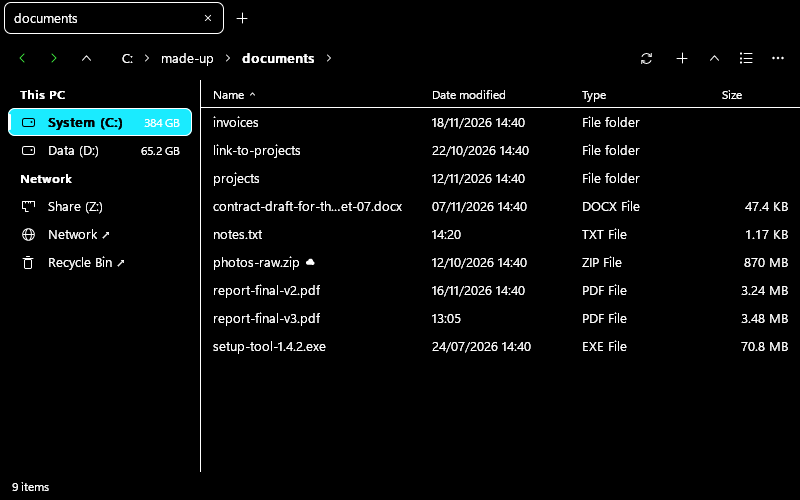 documents
C: made-up documents
This PC
System (C:) 384 GB
Data (D:) 65.2 GB
Network
Share (Z:)
Network
Recycle Bin
Name Date modified Type Size
invoices 18/11/2026 14:40 File folder
link-to-projects 22/10/2026 14:40 File folder
projects 12/11/2026 14:40 File folder
contract-draft-for-th...et-07.docx 07/11/2026 14:40 DOCX File 47.4 KB
notes.txt 14:20 TXT File 1.17 KB
photos-raw.zip 12/10/2026 14:40 ZIP File 870 MB
report-final-v2.pdf 16/11/2026 14:40 PDF File 3.24 MB
report-final-v3.pdf 13:05 PDF File 3.48 MB
setup-tool-1.4.2.exe 24/07/2026 14:40 EXE File 70.8 MB
9 items